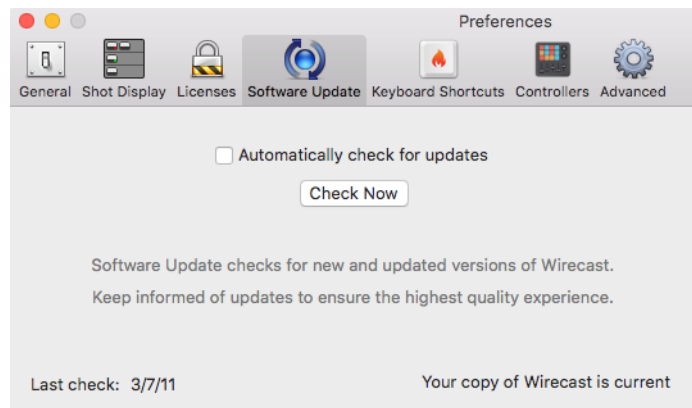 Preferences
General Shot Display Licenses Software Update Keyboard Shortcuts Controllers Advanced
Automatically check for updates
Check Now
Software Update checks for new and updated versions of Wirecast.
Keep informed of updates to ensure the highest quality experience.
Last check: 3/7/11 Your copy of Wirecast is current